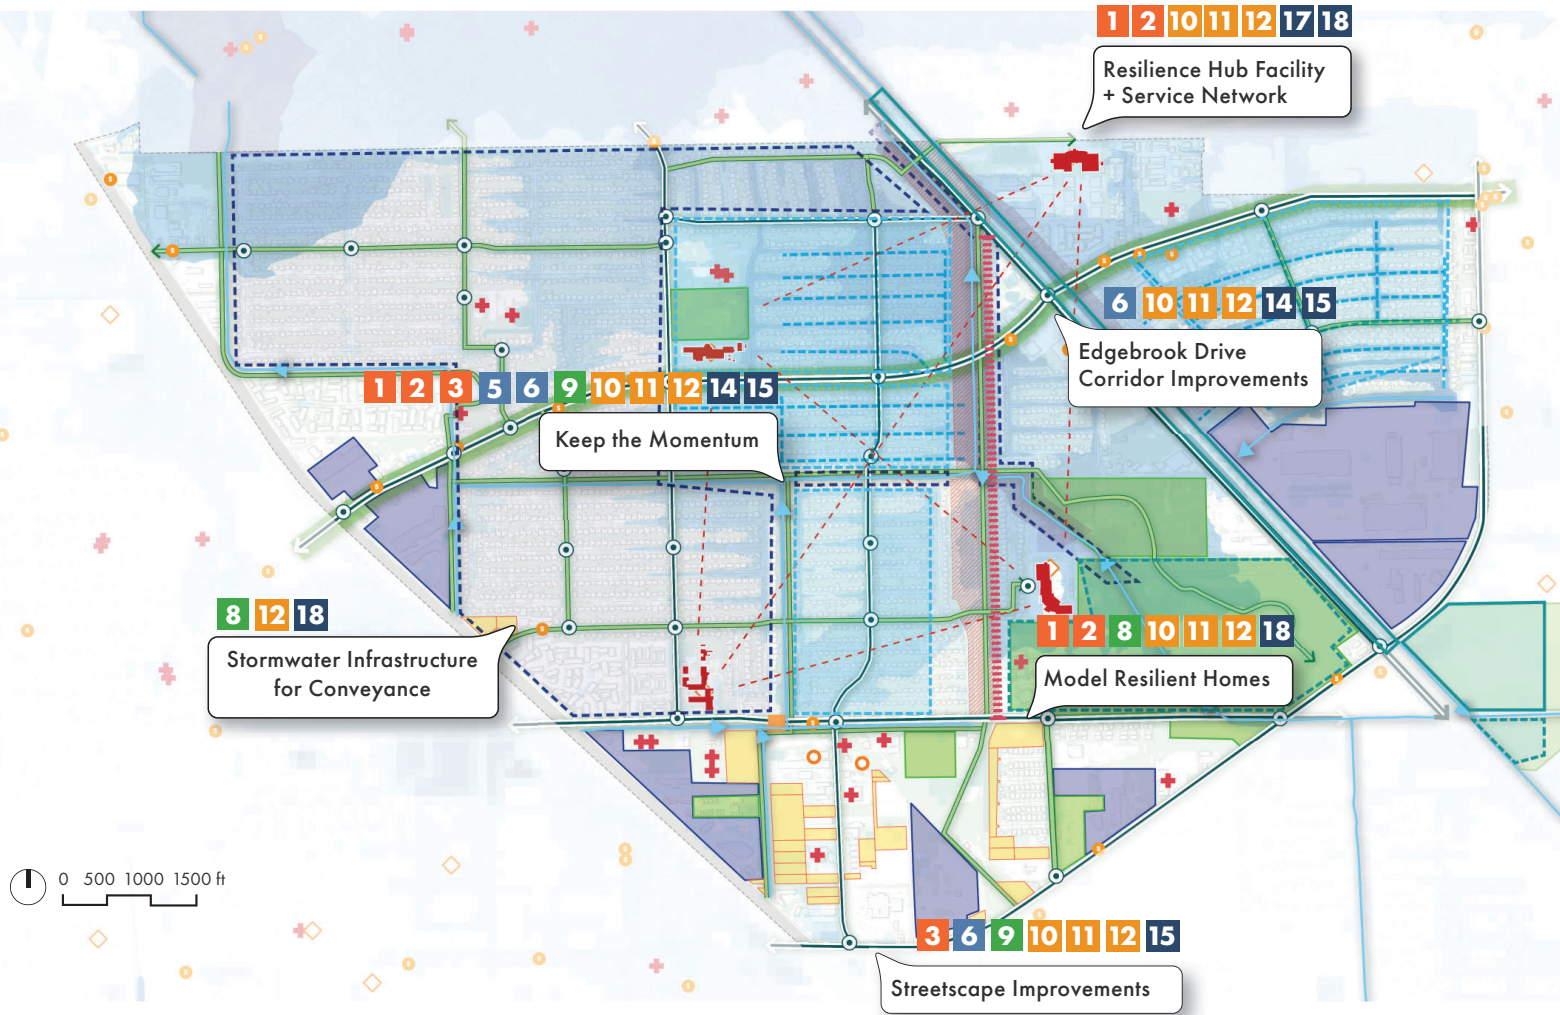 1 2 10 11 12 17 18
Resilience Hub Facility
+ Service Network
6 10 11 12 14 15
Edgebrook Drive
Corridor Improvements
1 2 3 5 6 9 10 11 12 14 15
Keep the Momentum
8 12 18
Stormwater Infrastructure
for Conveyance
1 2 8 10 11 12 18
Model Resilient Homes
0 500 1000 1500 ft
3 6 9 10 11 12 15
Streetscape Improvements